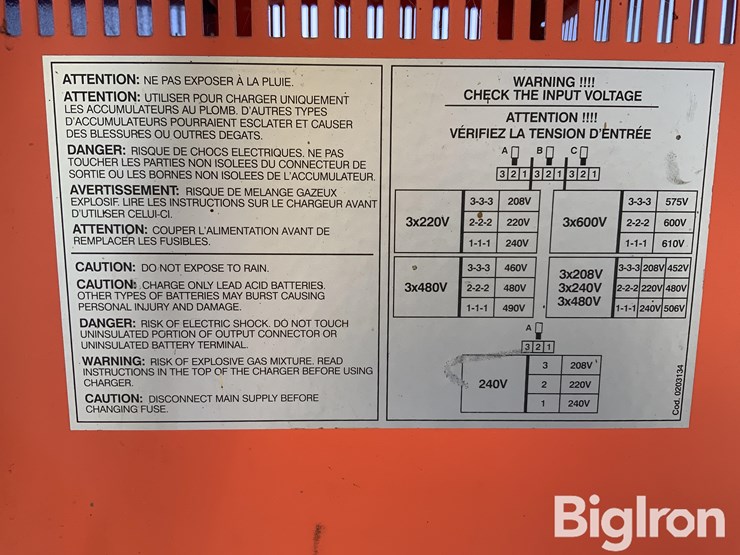 ATTENTION: NE PAS EXPOSER À LA PLUIE.
ATTENTION: UTILISER POUR CHARGER UNIQUEMENT
LES ACCUMULATEURS AU PLOMB. D'AUTRES TYPES
D'ACCUMULATEURS POURRAIENT ESCLATER ET CAUSER
DES BLESSURES OU OUTRES DEGATS.
DANGER: RISQUE DE CHOCS ELECTRIQUES. NE PAS
TOUCHER LES PARTIES NON ISOLEES DU CONNECTEUR DE
SORTIE OU LES BORNES NON ISOLEES DE L'ACCUMULATEUR.
AVERTISSEMENT: RISQUE DE MELANGE GAZEUX
EXPLOSIF. LIRE LES INSTRUCTIONS SUR LE CHARGEUR AVANT
D'UTILISER CELUI-CI.
ATTENTION: COUPER L'ALIMENTATION AVANT DE
REMPLACER LES FUSIBLES.
CAUTION: DO NOT EXPOSE TO RAIN.
CAUTION: CHARGE ONLY LEAD ACID BATTERIES.
OTHER TYPES OF BATTERIES MAY BURST CAUSING
PERSONAL INJURY AND DAMAGE.
DANGER: RISK OF ELECTRIC SHOCK. DO NOT TOUCH
UNINSULATED PORTION OF OUTPUT CONNECTOR OR
UNINSULATED BATTERY TERMINAL.
WARNING: RISK OF EXPLOSIVE GAS MIXTURE. READ
INSTRUCTIONS IN THE TOP OF THE CHARGER BEFORE USING
CHARGER.
CAUTION: DISCONNECT MAIN SUPPLY BEFORE
CHANGING FUSE.
WARNING !!!!
CHECK THE INPUT VOLTAGE
ATTENTION !!!!
VÉRIFIEZ LA TENSION D'ENTRÉE
A B C
3 2 1 3 2 1 3 2 1
3x220V
3-3-3 208V
2-2-2 220V
1-1-1 240V
3x600V
3-3-3 575V
2-2-2 600V
1-1-1 610V
3x480V
3-3-3 460V
2-2-2 480V
1-1-1 490V
3x208V
3x240V
3x480V
3-3-3 208V 452V
2-2-2 220V 480V
1-1-1 240V 506V
A
3 2 1
240V
3 208V
2 220V
1 240V
Cod. 0203134
BigIron